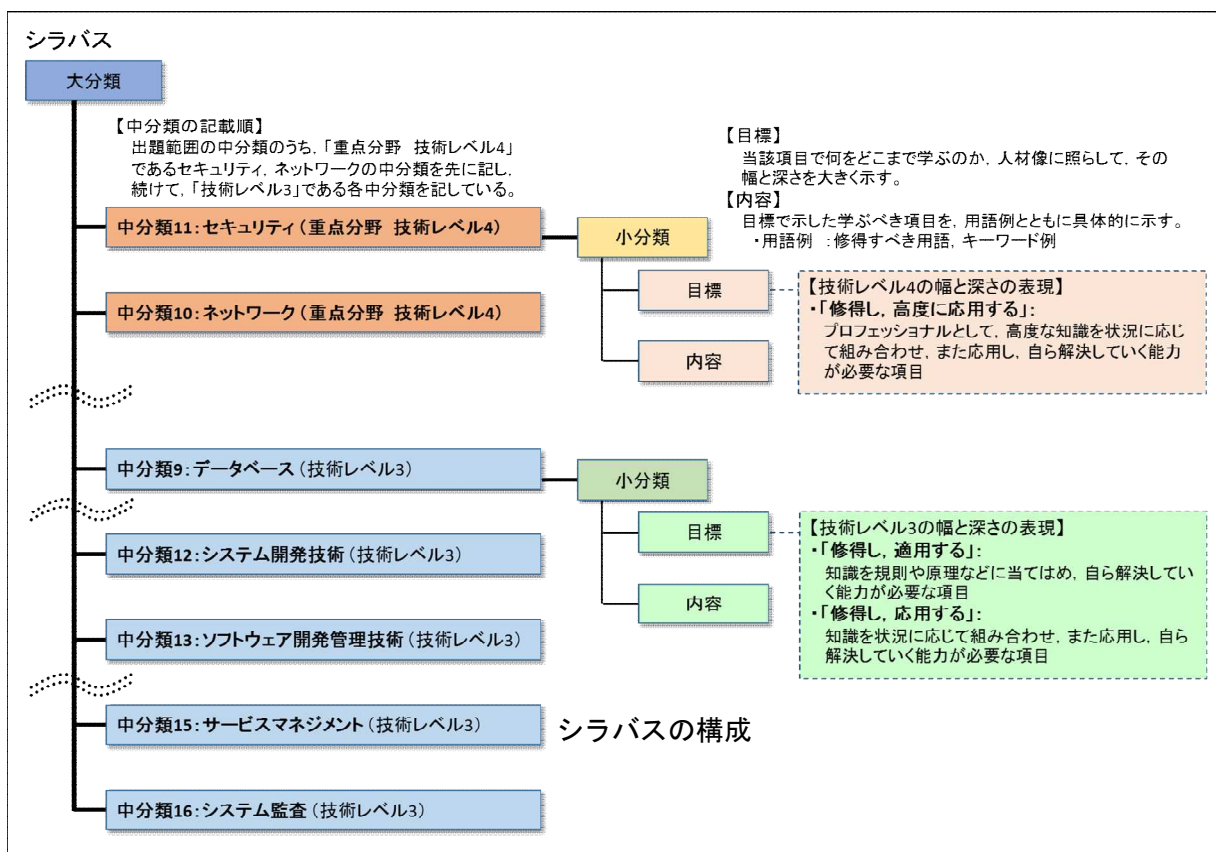 シラバス
大分類
【中分類の記載順】
出題範囲の中分類のうち，「重点分野　技術レベル4」
であるセキュリティ，ネットワークの中分類を先に記し，
続けて，「技術レベル3」である各中分類を記している。
【目標】
当該項目で何をどこまで学ぶのか，人材像に照らして，その
幅と深さを大きく示す。
【内容】
目標で示した学ぶべき項目を，用語例とともに具体的に示す。
・用語例　：修得すべき用語，キーワード例
中分類11：セキュリティ（重点分野　技術レベル4）
小分類
目標
内容
【技術レベル4の幅と深さの表現】
・「修得し，高度に応用する」：
プロフェッショナルとして，高度な知識を状況に応じ
て組み合わせ，また応用し，自ら解決していく能力
が必要な項目
中分類10：ネットワーク（重点分野　技術レベル4）
中分類9：データベース（技術レベル3）
小分類
目標
内容
【技術レベル3の幅と深さの表現】
・「修得し，適用する」：
知識を規則や原理などに当てはめ，自ら解決してい
く能力が必要な項目
・「修得し，応用する」：
知識を状況に応じて組み合わせ，また応用し，自ら
解決していく能力が必要な項目
中分類12：システム開発技術（技術レベル3）
中分類13：ソフトウェア開発管理技術（技術レベル3）
中分類15：サービスマネジメント（技術レベル3）
シラバスの構成
中分類16：システム監査（技術レベル3）